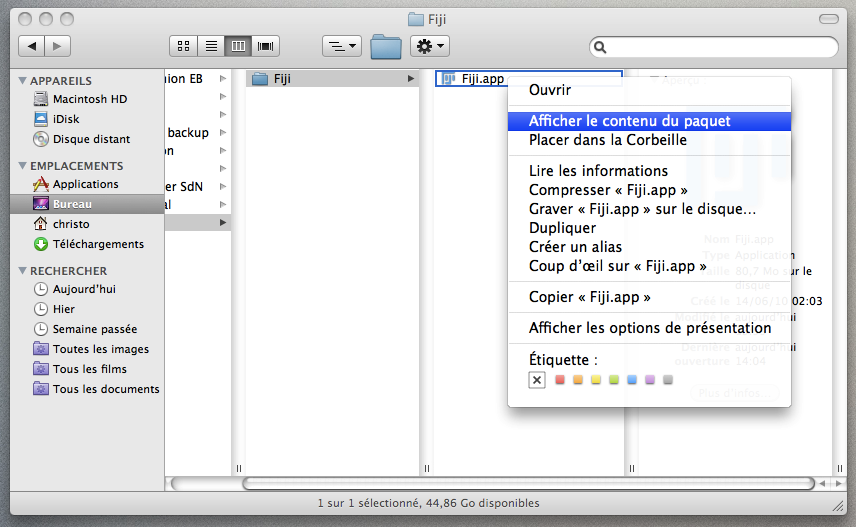 Fiji
APPAREILS
Macintosh HD
iDisk
Disque distant
EMPLACEMENTS
Applications
Bureau
christo
Téléchargements
RECHERCHER
Aujourd'hui
Hier
Semaine passée
Toutes les images
Tous les films
Tous les documents
ion EB
backup
on
er SdN
al
Fiji
Fiji.app
Ouvrir
Afficher le contenu du paquet
Placer dans la Corbeille
Lire les informations
Compresser « Fiji.app »
Graver « Fiji.app » sur le disque...
Dupliquer
Créer un alias
Coup d'œil sur « Fiji.app »
Copier « Fiji.app »
Afficher les options de présentation
Étiquette :
Aperçu
Nom Fiji.app
Type Application
Taille 80,7 Mo sur le
disque
Créé le 14/06/10 02:03
Modifié le aujourd'hui
Dernière aujourd'hui
ouverture 14:04
Plus d'infos...
1 sur 1 sélectionné, 44,86 Go disponibles